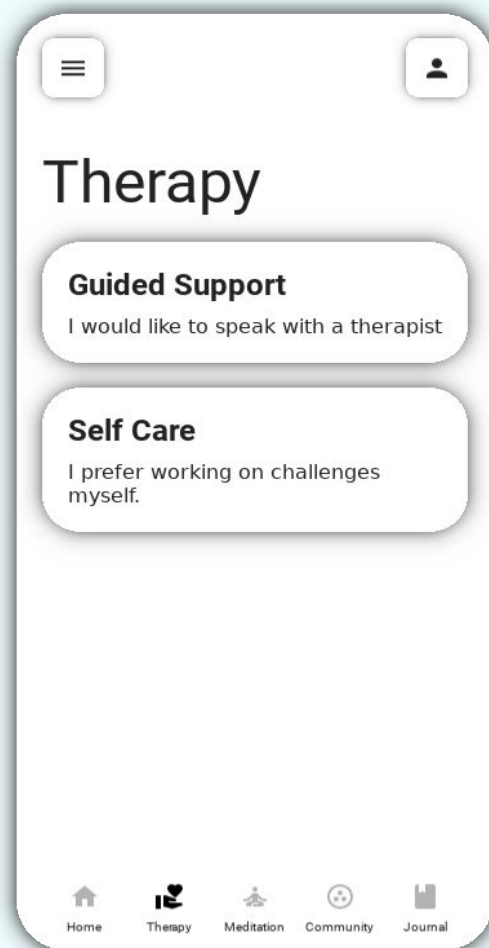 Therapy
Guided Support
I would like to speak with a therapist
Self Care
I prefer working on challenges
myself.
Home
Therapy
Meditation
Community
Journal